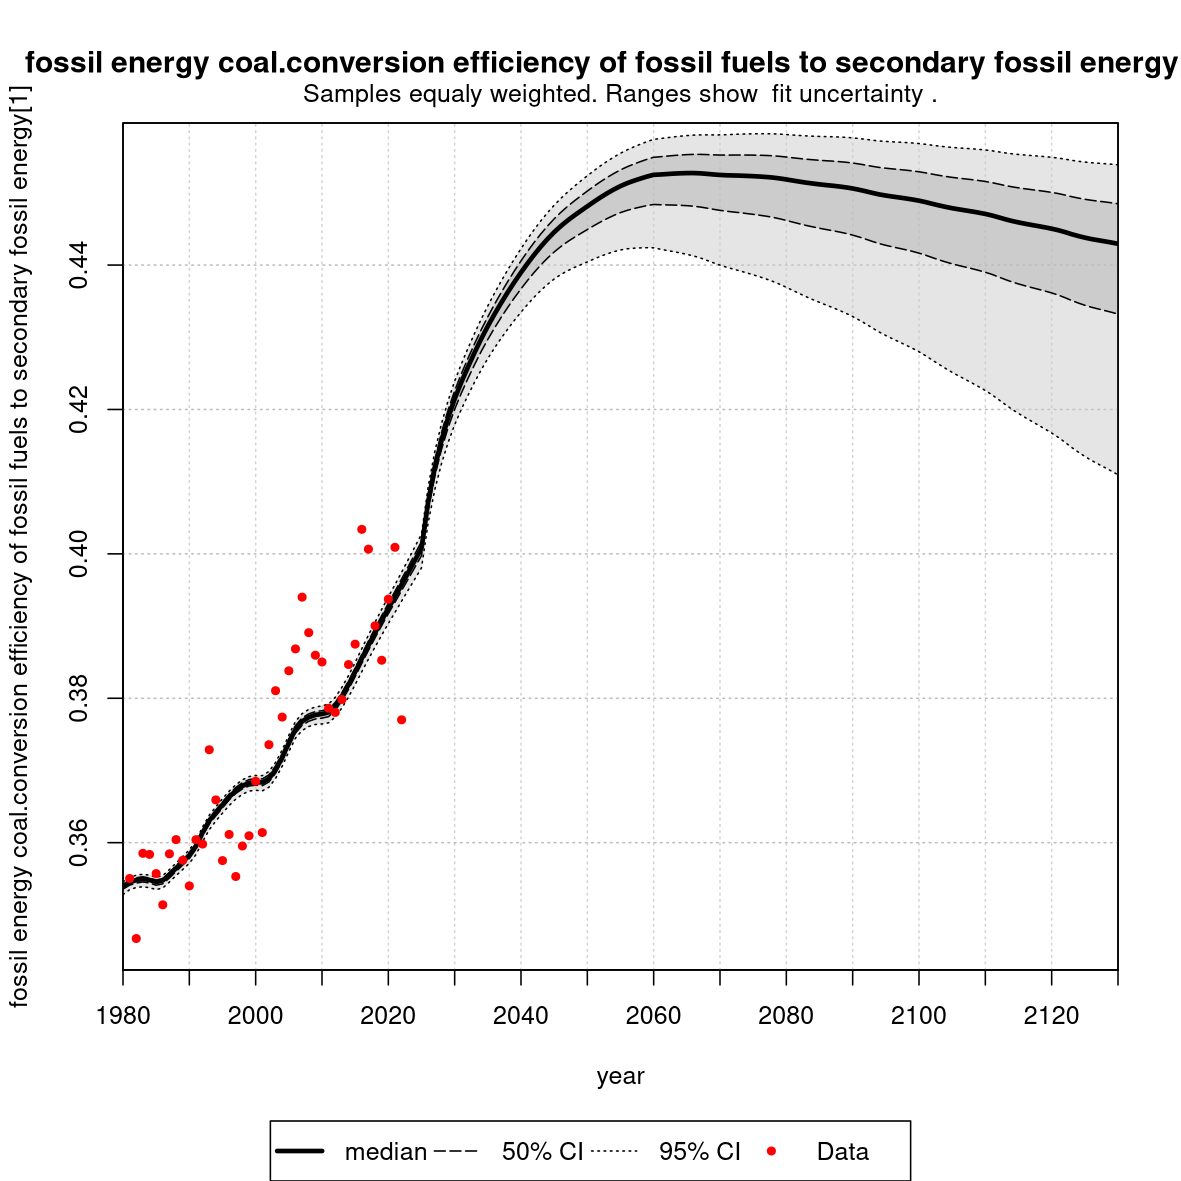 fossil energy coal.conversion efficiency of fossil fuels to secondary fossil energy
Samples equaly weighted. Ranges show  fit uncertainty .
fossil energy coal.conversion efficiency of fossil fuels to secondary fossil energy[1]
0.44
0.42
0.40
0.38
0.36
1980 2000 2020 2040 2060 2080 2100 2120
year
median 50% CI 95% CI Data